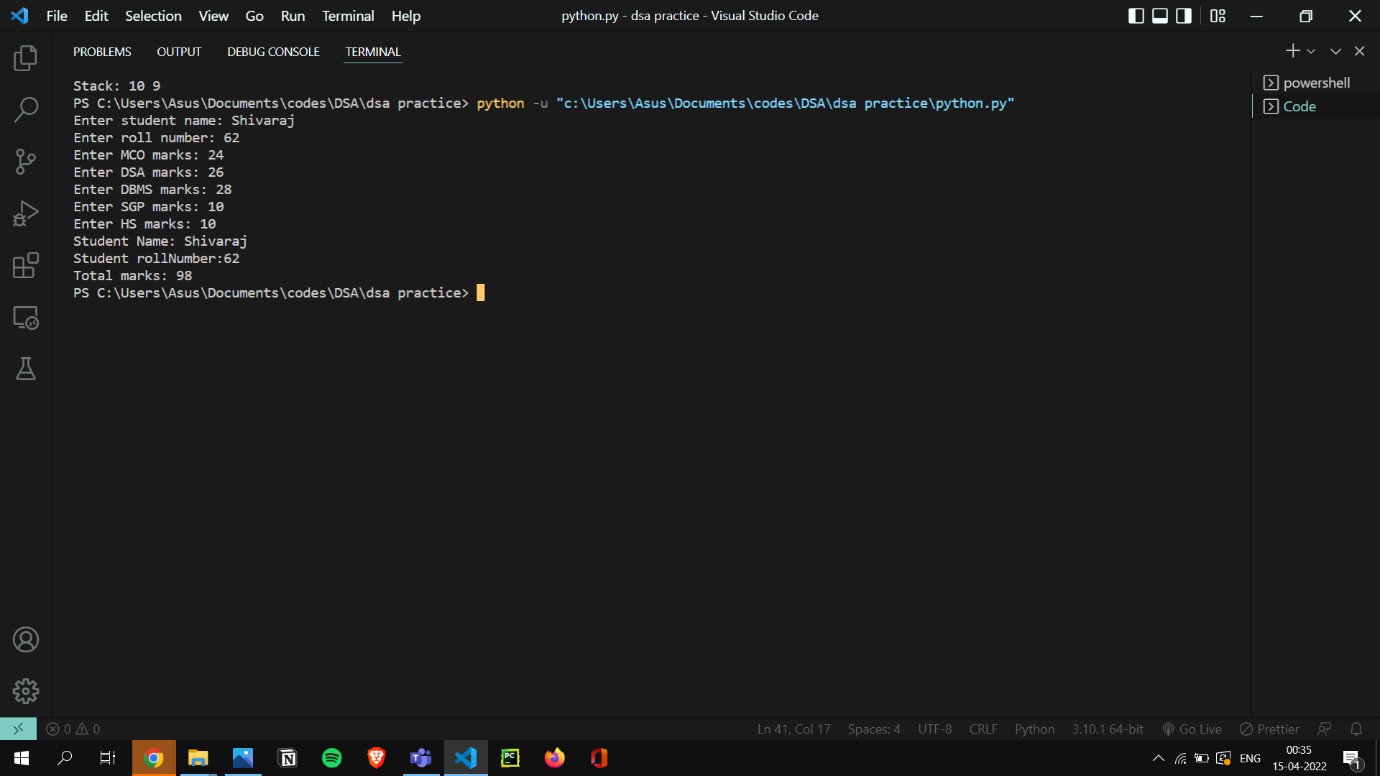 File Edit Selection View Go Run Terminal Help python.py - dsa practice - Visual Studio Code
PROBLEMS OUTPUT DEBUG CONSOLE TERMINAL
Stack: 10 9
PS C:\Users\Asus\Documents\codes\DSA\dsa practice> python -u "c:\Users\Asus\Documents\codes\DSA\dsa practice\python.py"
Enter student name: Shivaraj
Enter roll number: 62
Enter MCO marks: 24
Enter DSA marks: 26
Enter DBMS marks: 28
Enter SGP marks: 10
Enter HS marks: 10
Student Name: Shivaraj
Student rollNumber:62
Total marks: 98
PS C:\Users\Asus\Documents\codes\DSA\dsa practice>
powershell
Code
0 0 Ln 41, Col 17 Spaces: 4 UTF-8 CRLF Python 3.10.1 64-bit Go Live Prettier
N PC ENG 00:35
15-04-2022 1